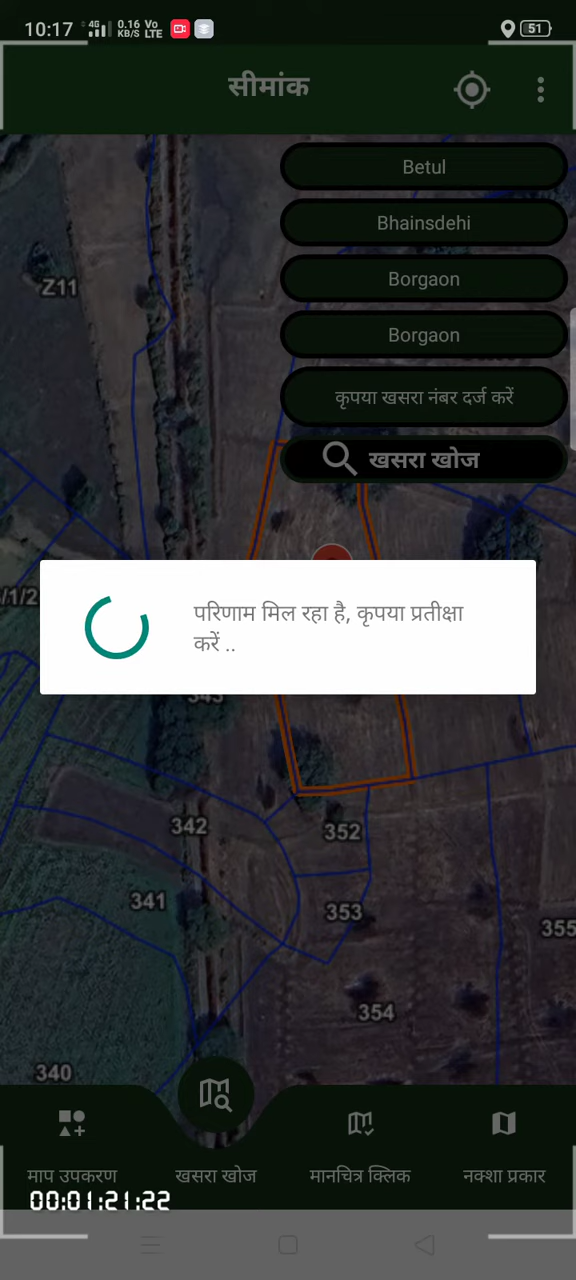 10:17 4G 0.16 KB/S Vo LTE 51
सीमांक
Betul
Bhainsdehi
Z11
Borgaon
Borgaon
कृपया खसरा नंबर दर्ज करें
खसरा खोज
/1/2
परिणाम मिल रहा है, कृपया प्रतीक्षा
करें ..
342
352
341
353
355
354
340
माप उपकरण
खसरा खोज
मानचित्र क्लिक
नक्शा प्रकार
00:01:21:22